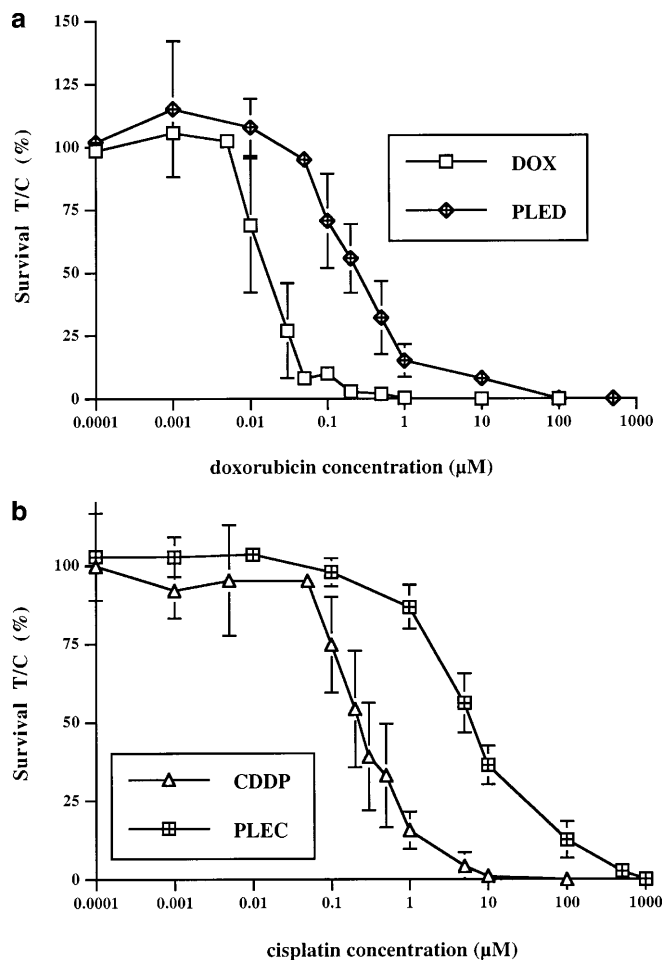 a
150
125
100
75
50
25
0
Survival T/C (%)
DOX
PLED
0.0001 0.001 0.01 0.1 1 10 100 1000
doxorubicin concentration (µM)
b
100
75
50
25
0
Survival T/C (%)
CDDP
PLEC
0.0001 0.001 0.01 0.1 1 10 100 1000
cisplatin concentration (µM)